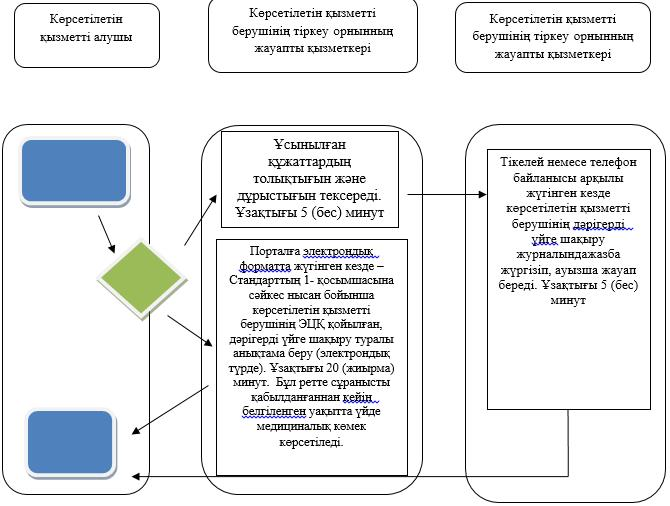 Көрсетілетін
қызметті алушы
Көрсетілетін қызметті
берушінің тіркеу орнынның
жауапты қызметкері
Көрсетілетін қызметті
берушінің тіркеу орнынның
жауапты қызметкері
Ұсынылған
құжаттардың
толықтығын және
дұрыстығын тексереді.
Ұзақтығы 5 (бес) минут
Порталға электрондық
форматта жүгінген кезде –
Стандарттың 1- қосымшасына
сәйкес нысан бойынша
көрсетілетін қызметті
берушінің ЭЦҚ қойылған,
дәрігерді үйге шақыру туралы
анықтама беру (электрондық
түрде). Ұзақтығы 20 (жиырма)
минут.  Бұл ретте сұранысты
қабылданғаннан кейін
белгіленген уақытта үйде
медициналық көмек
көрсетіледі.
Тікелей немесе телефон
байланысы арқылы
жүгінген кезде
көрсетілетін қызметті
берушінің дәрігерді
үйге шақыру
журналындажазба
жүргізіп, ауызша жауап
береді. Ұзақтығы 5 (бес)
минут